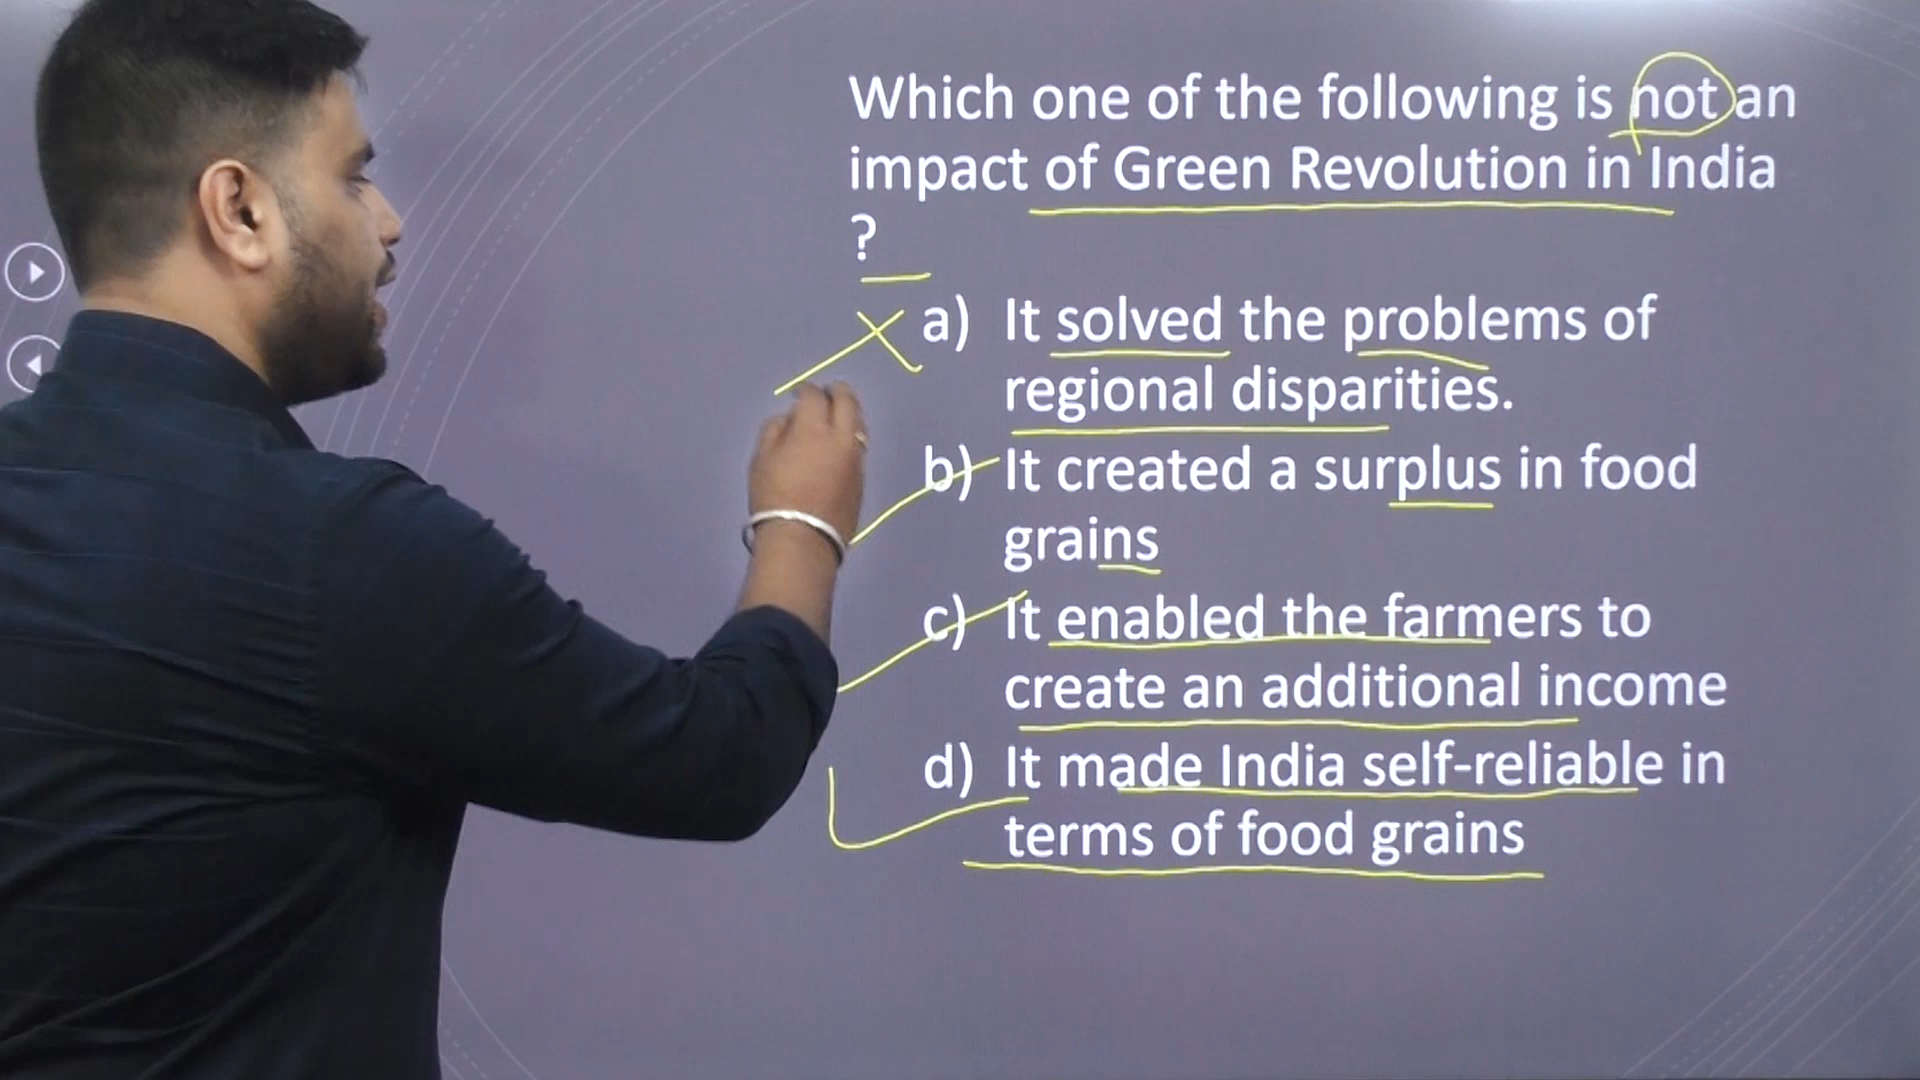 Which one of the following is not an
impact of Green Revolution in India
?
a) It solved the problems of
regional disparities.
b) It created a surplus in food
grains
c) It enabled the farmers to
create an additional income
d) It made India self-reliable in
terms of food grains